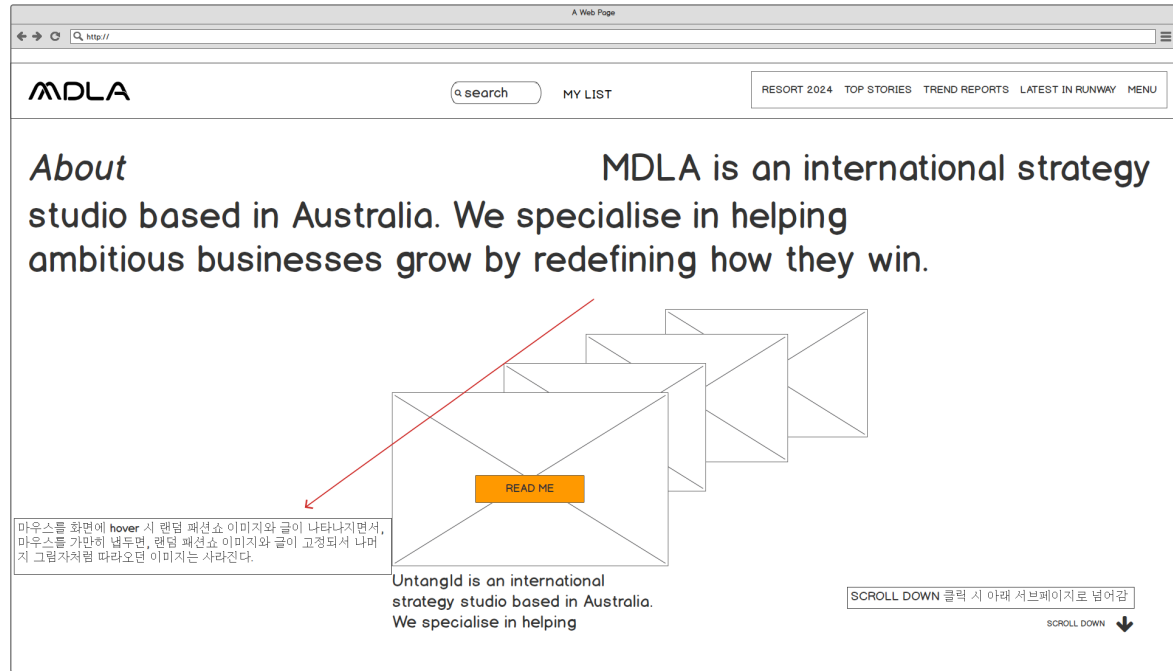 A Web Page
http://
MDLA
search
MY LIST
RESORT 2024 TOP STORIES TREND REPORTS LATEST IN RUNWAY MENU
About MDLA is an international strategy
studio based in Australia. We specialise in helping
ambitious businesses grow by redefining how they win.
READ ME
마우스를 화면에 hover 시 랜덤 패션쇼 이미지와 글이 나타나지면서,
마우스를 가만히 냅두면, 랜덤 패션쇼 이미지와 글이 고정되서 나머
지 그림자처럼 따라오던 이미지는 사라진다.
UntangId is an international
strategy studio based in Australia.
We specialise in helping
SCROLL DOWN 클릭 시 아래 서브페이지로 넘어감
SCROLL DOWN